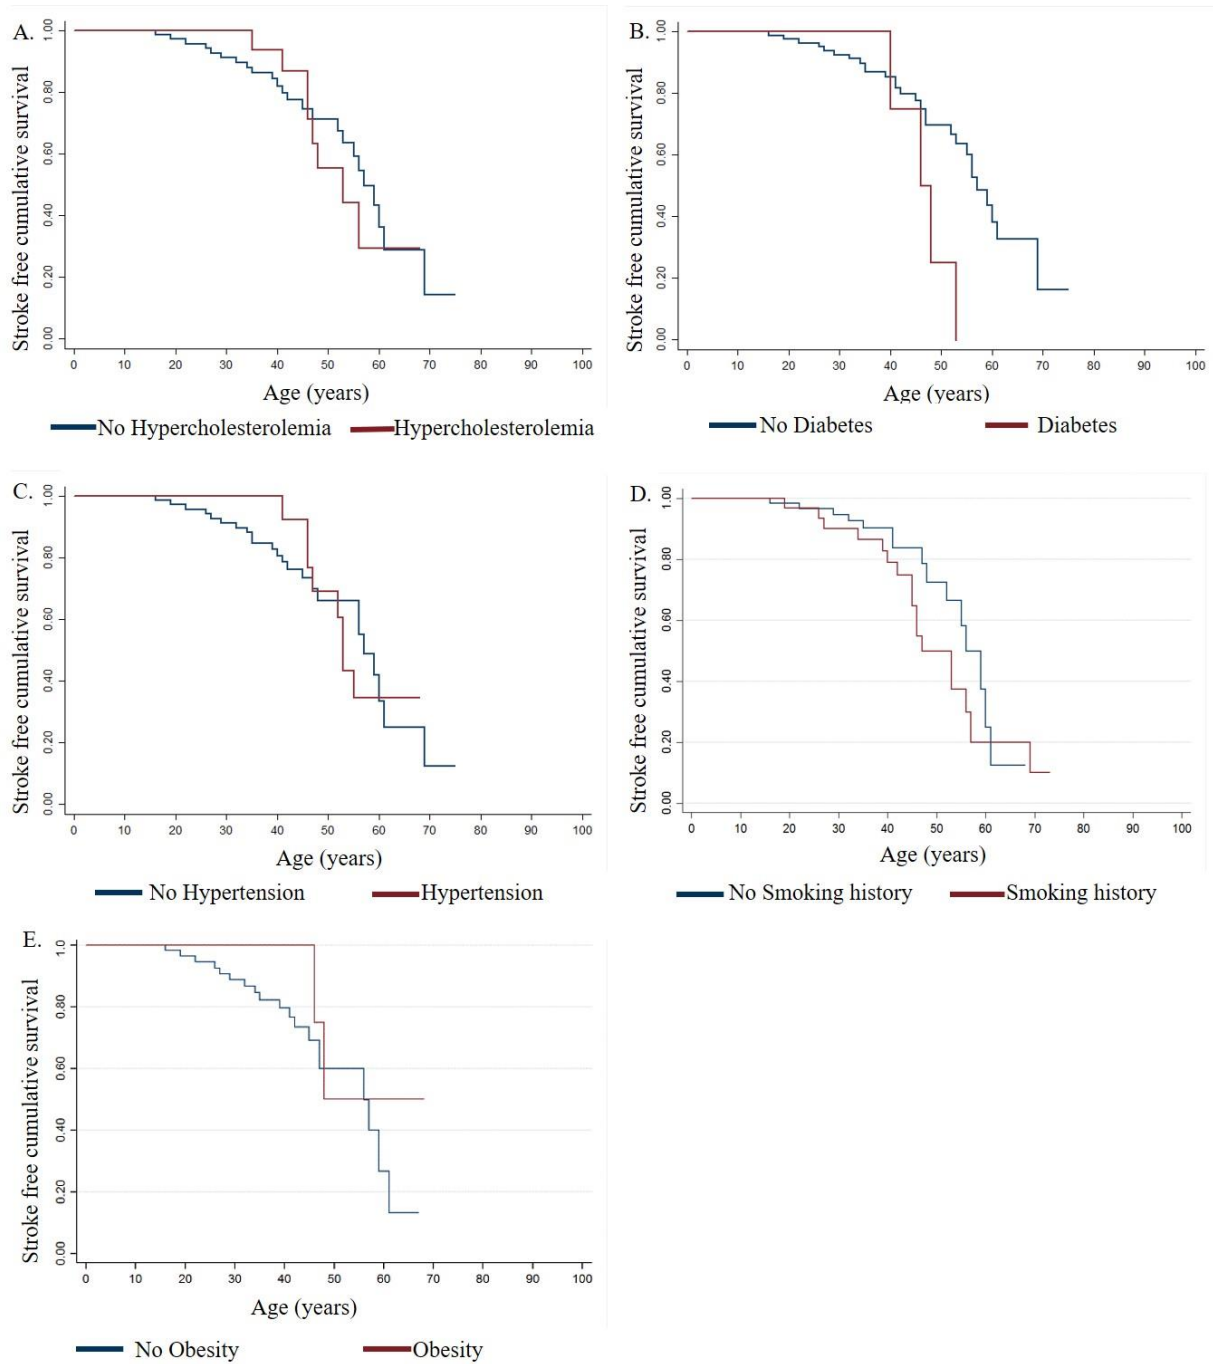 A.
Stroke free cumulative survival
1.00
0.80
0.60
0.40
0.20
0.00
0 10 20 30 40 50 60 70 80 90 100
Age (years)
No Hypercholesterolemia Hypercholesterolemia
B.
Stroke free cumulative survival
1.00
0.80
0.60
0.40
0.20
0.00
0 10 20 30 40 50 60 70 80 90 100
Age (years)
No Diabetes Diabetes
C.
Stroke free cumulative survival
1.00
0.80
0.60
0.40
0.20
0.00
0 10 20 30 40 50 60 70 80 90 100
Age (years)
No Hypertension Hypertension
D.
Stroke free cumulative survival
1.00
0.80
0.60
0.40
0.20
0.00
0 10 20 30 40 50 60 70 80 90 100
Age (years)
No Smoking history Smoking history
E.
Stroke free cumulative survival
1.0
0.80
0.60
0.40
0.20
0.00
0 10 20 30 40 50 60 70 80 90 100
Age (years)
No Obesity Obesity